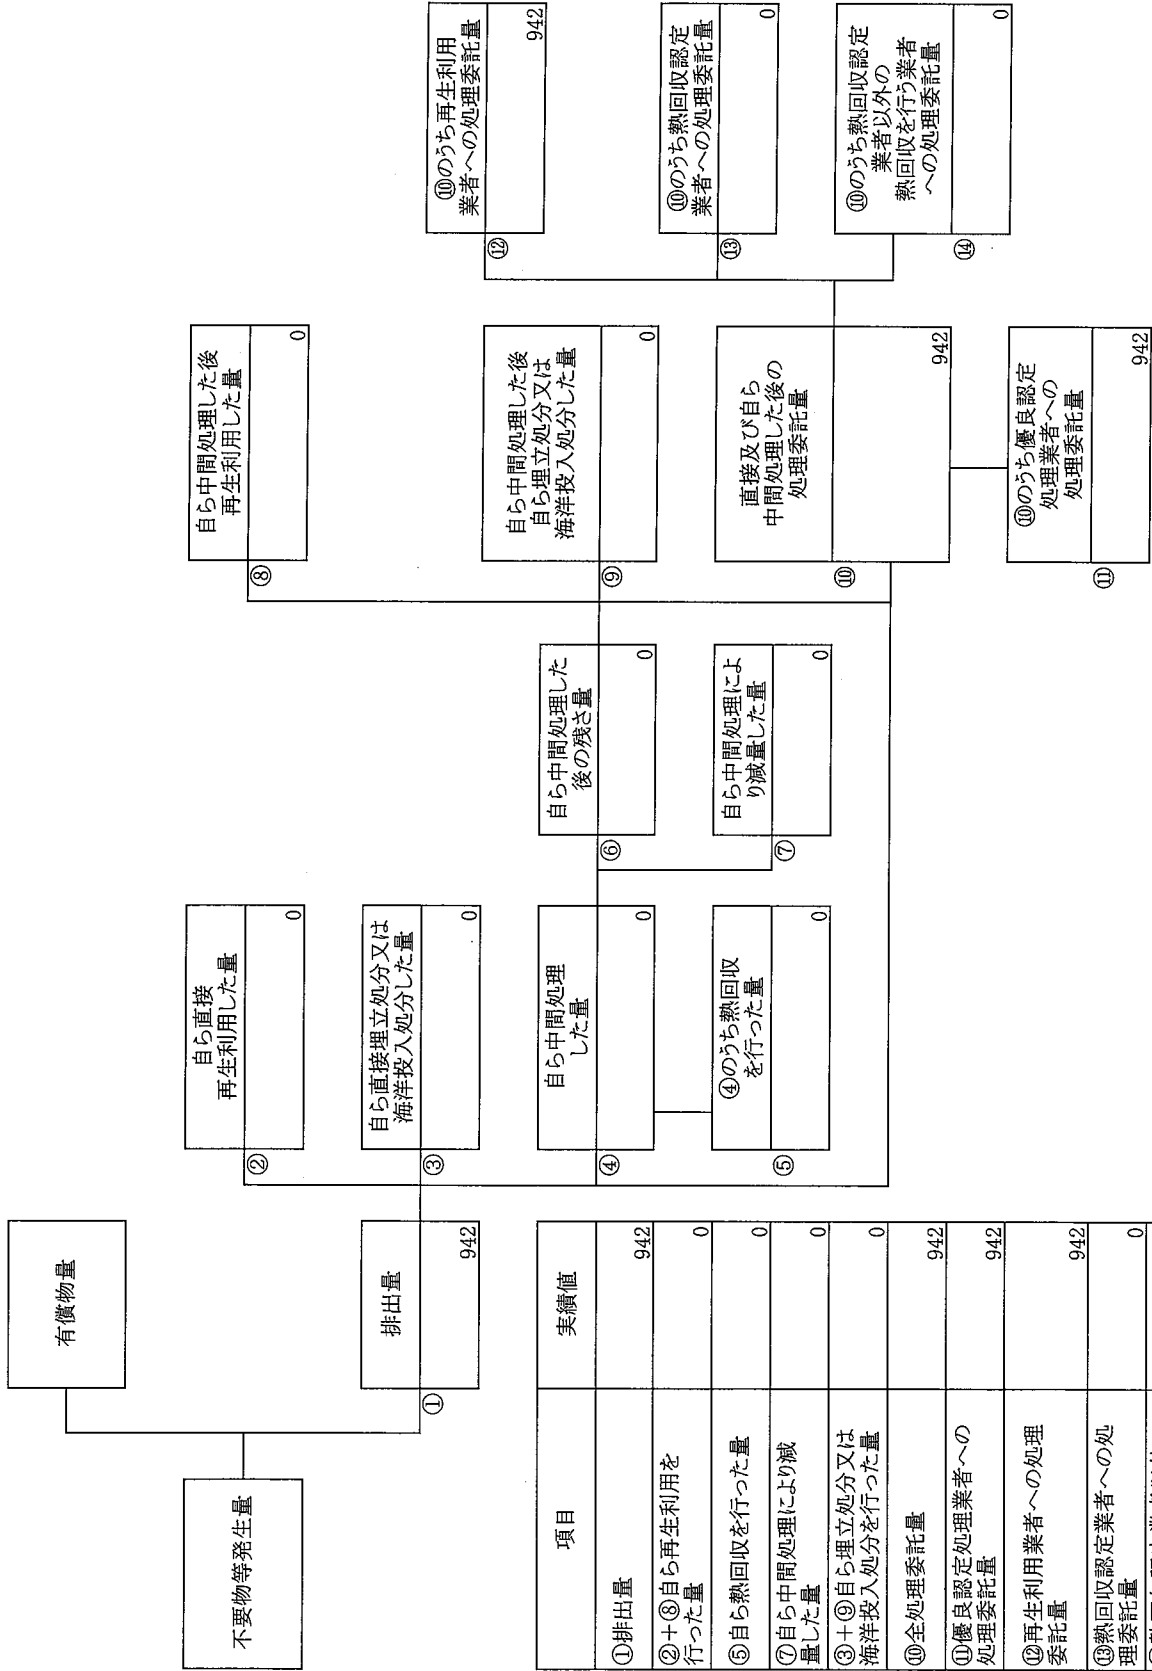 不要物等発生量
有償物量
排出量
①
942
自ら直接
再生利用した量
②
0
自ら直接埋立処分又は
海洋投入処分した量
③
0
自ら中間処理
した量
④
0
④のうち熱回収
を行った量
⑤
0
自ら中間処理した
後の残さ量
⑥
0
自ら中間処理によ
り減量した量
⑦
0
自ら中間処理した後
再生利用した量
⑧
0
自ら中間処理した後
自ら埋立処分又は
海洋投入処分した量
⑨
0
直接及び自ら
中間処理した後の
処理委託量
⑩
942
⑩のうち優良認定
処理業者への
処理委託量
⑪
942
⑩のうち再生利用
業者への処理委託量
⑫
942
⑩のうち熱回収認定
業者への処理委託量
⑬
0
⑩のうち熱回収認定
業者以外の
熱回収を行う業者
への処理委託量
⑭
0
項目
実績値
①排出量
942
②+⑧自ら再生利用を
行った量
0
⑤自ら熱回収を行った量
0
⑦自ら中間処理により減
量した量
0
③+⑨自ら埋立処分又は
海洋投入処分を行った量
0
⑩全処理委託量
942
⑪優良認定処理業者への
処理委託量
942
⑫再生利用業者への処理
委託量
942
⑬熱回収認定業者への処
理委託量
0